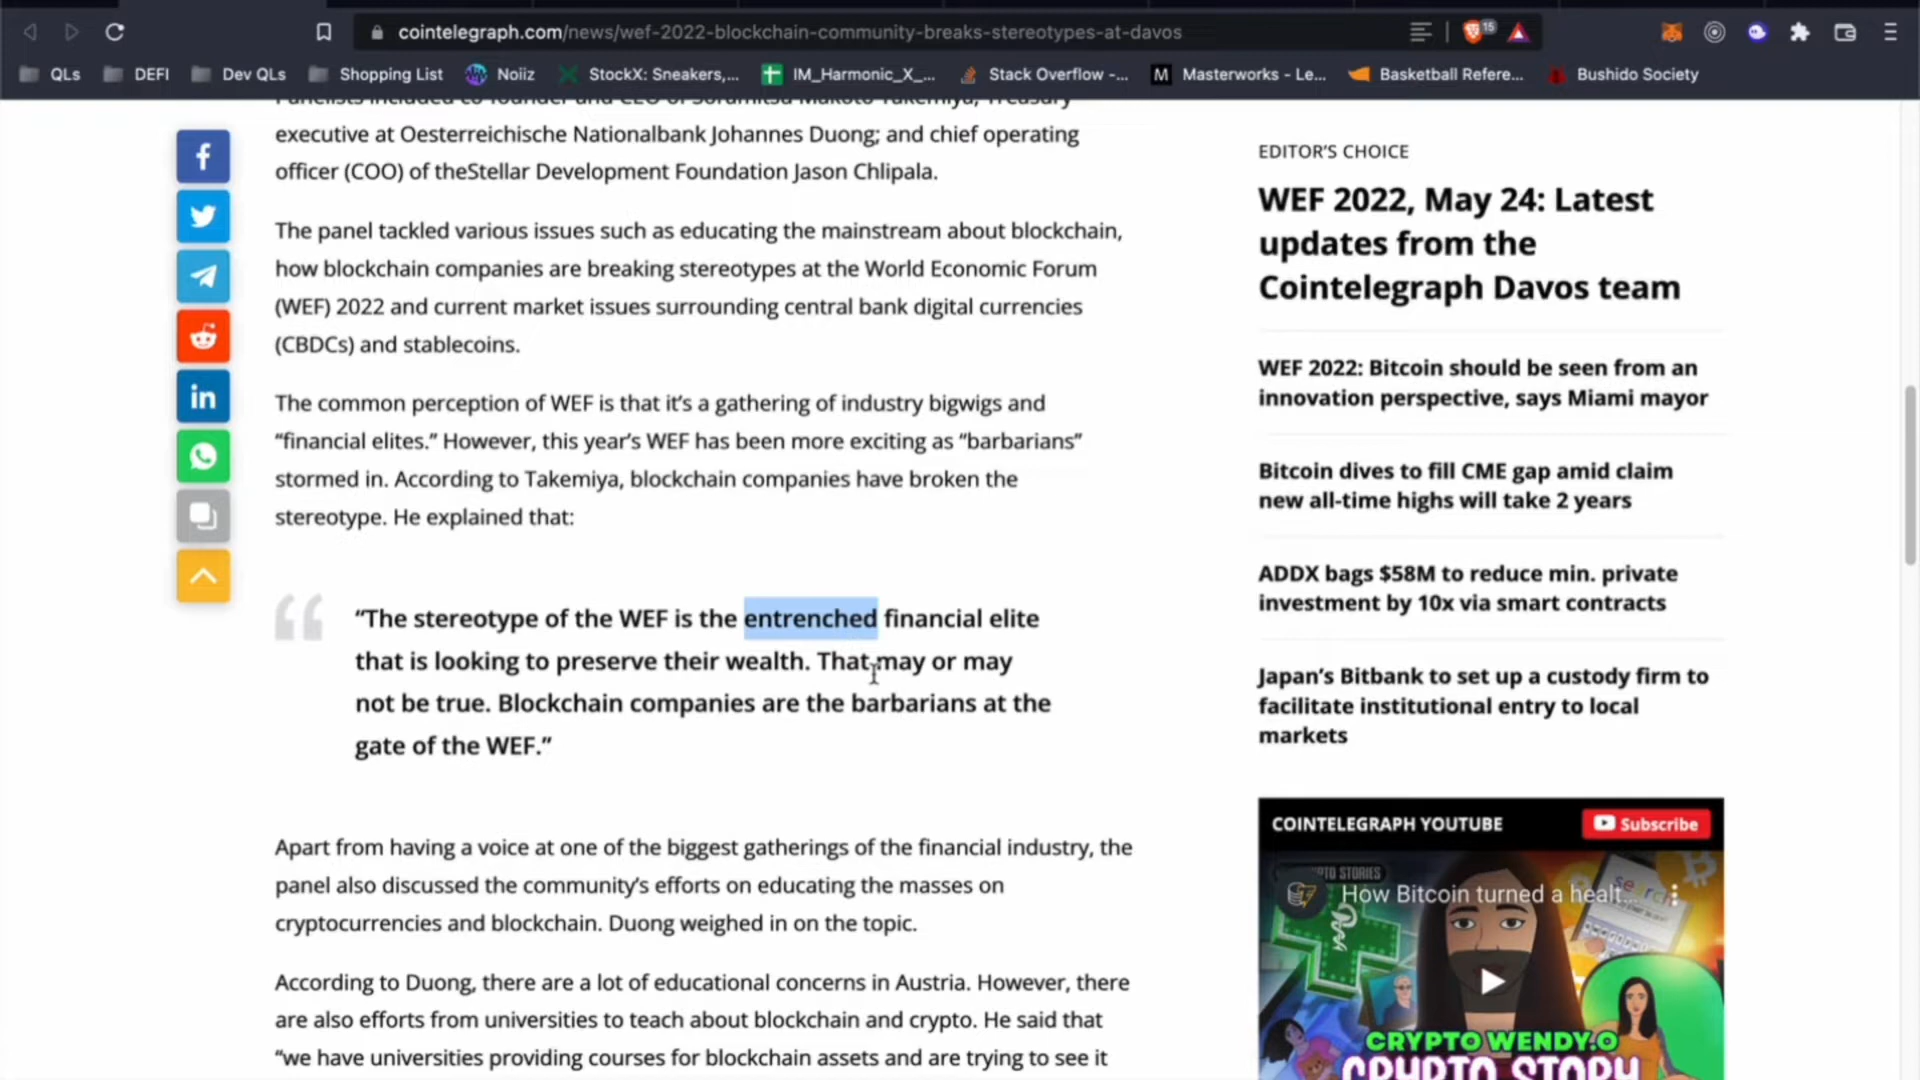 cointelegraph.com/news/wef-2022-blockchain-community-breaks-stereotypes-at-davos
15
QLs
DEFI
Dev QLs
Shopping List
Noiiz
StockX: Sneakers,...
IM_Harmonic_X_...
Stack Overflow -...
Masterworks - Le...
Basketball Refere...
Bushido Society
Panelists included co-founder and CEO of Soramitsu Makoto Takemiya; Treasury
executive at Oesterreichische Nationalbank Johannes Duong; and chief operating
officer (COO) of theStellar Development Foundation Jason Chlipala.
The panel tackled various issues such as educating the mainstream about blockchain,
how blockchain companies are breaking stereotypes at the World Economic Forum
(WEF) 2022 and current market issues surrounding central bank digital currencies
(CBDCs) and stablecoins.
The common perception of WEF is that it’s a gathering of industry bigwigs and
“financial elites.” However, this year’s WEF has been more exciting as “barbarians”
stormed in. According to Takemiya, blockchain companies have broken the
stereotype. He explained that:
“The stereotype of the WEF is the entrenched financial elite
that is looking to preserve their wealth. That may or may
not be true. Blockchain companies are the barbarians at the
gate of the WEF.”
Apart from having a voice at one of the biggest gatherings of the financial industry, the
panel also discussed the community’s efforts on educating the masses on
cryptocurrencies and blockchain. Duong weighed in on the topic.
According to Duong, there are a lot of educational concerns in Austria. However, there
are also efforts from universities to teach about blockchain and crypto. He said that
“we have universities providing courses for blockchain assets and are trying to see it
EDITOR’S CHOICE
WEF 2022, May 24: Latest
updates from the
Cointelegraph Davos team
WEF 2022: Bitcoin should be seen from an
innovation perspective, says Miami mayor
Bitcoin dives to fill CME gap amid claim
new all-time highs will take 2 years
ADDX bags $58M to reduce min. private
investment by 10x via smart contracts
Japan’s Bitbank to set up a custody firm to
facilitate institutional entry to local
markets
COINTELEGRAPH YOUTUBE
Subscribe
How Bitcoin turned a healt...
CRYPTO WENDY.O
CRYPTO STORY